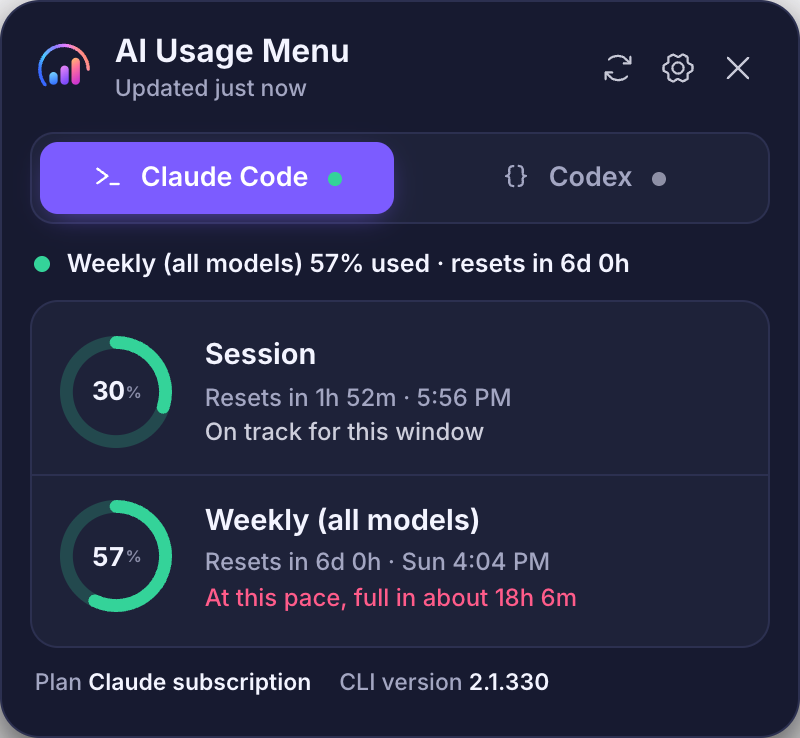 AI Usage Menu
Updated just now
>_ Claude Code
{} Codex
Weekly (all models) 57% used · resets in 6d 0h
30%
Session
Resets in 1h 52m · 5:56 PM
On track for this window
57%
Weekly (all models)
Resets in 6d 0h · Sun 4:04 PM
At this pace, full in about 18h 6m
Plan Claude subscription CLI version 2.1.330